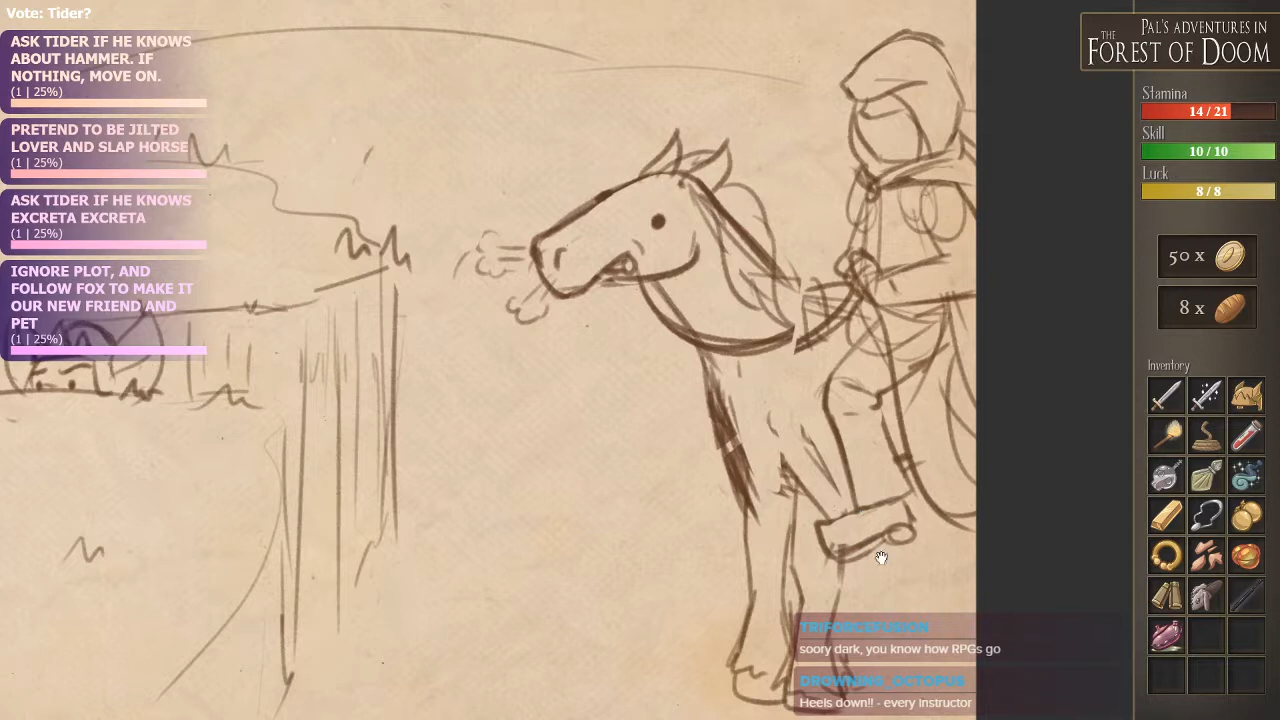 Vote: Tider?
ASK TIDER IF HE KNOWS
ABOUT HAMMER. IF
NOTHING, MOVE ON.
(1 | 25%)
PRETEND TO BE JILTED
LOVER AND SLAP HORSE
(1 | 25%)
ASK TIDER IF HE KNOWS
EXCRETA EXCRETA
(1 | 25%)
IGNORE PLOT, AND
FOLLOW FOX TO MAKE IT
OUR NEW FRIEND AND
PET
(1 | 25%)
PAL'S ADVENTURES IN
THE FOREST OF DOOM
Stamina
14 / 21
Skill
10 / 10
Luck
8 / 8
50 x
8 x
Inventory
TRIFORCEFUSION
soory dark, you know how RPGs go
DROWNING_OCTOPUS
Heels down!! - every instructor